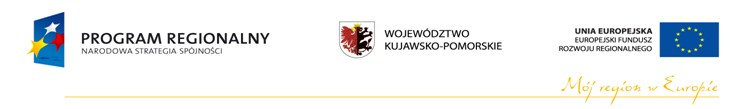 PROGRAM REGIONALNY
NARODOWA STRATEGIA SPÓJNOŚCI
WOJEWÓDZTWO
KUJAWSKO-POMORSKIE
UNIA EUROPEJSKA
EUROPEJSKI FUNDUSZ
ROZWOJU REGIONALNEGO
Mój region w Europie